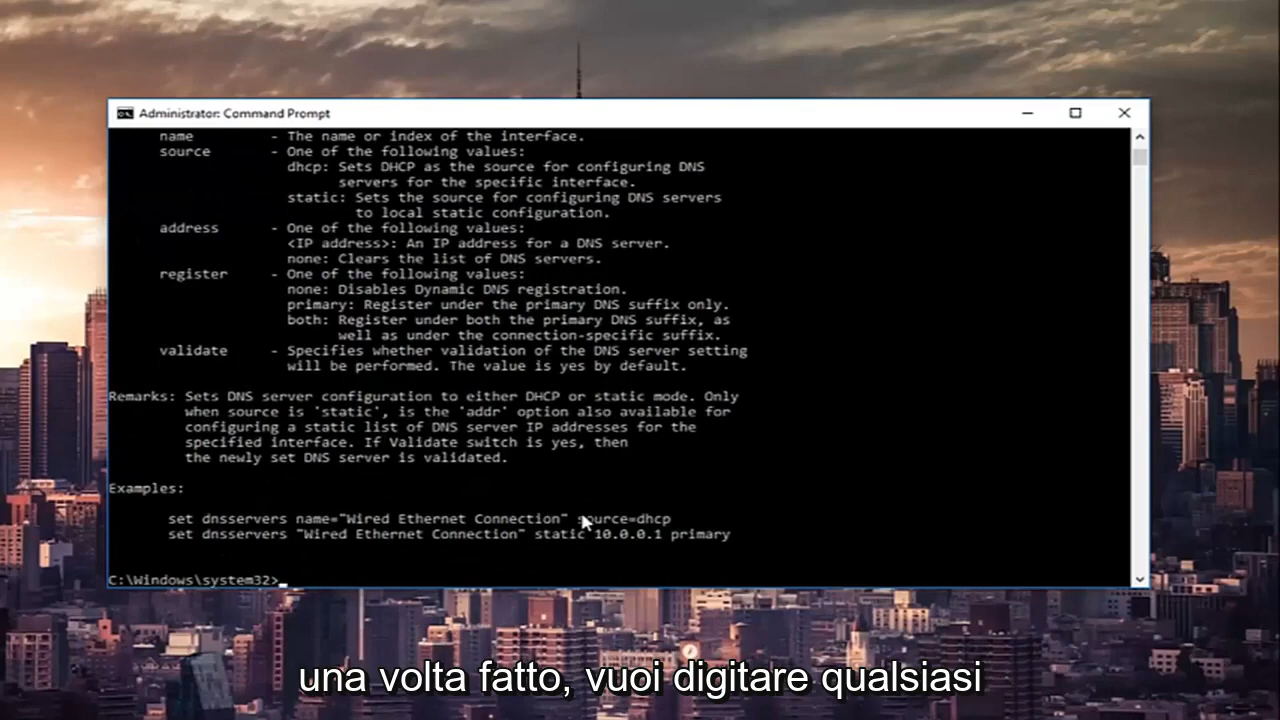 Administrator: Command Prompt
name - The name or index of the interface.
source - One of the following values:
dhcp: Sets DHCP as the source for configuring DNS
servers for the specific interface.
static: Sets the source for configuring DNS servers
to local static configuration.
address - One of the following values:
<IP address>: An IP address for a DNS server.
none: Clears the list of DNS servers.
register - One of the following values:
none: Disables Dynamic DNS registration.
primary: Register under the primary DNS suffix only.
both: Register under both the primary DNS suffix, as
well as under the connection-specific suffix.
validate - Specifies whether validation of the DNS server setting
will be performed. The value is yes by default.
Remarks: Sets DNS server configuration to either DHCP or static mode. Only
when source is 'static', is the 'addr' option also available for
configuring a static list of DNS server IP addresses for the
specified interface. If Validate switch is yes, then
the newly set DNS server is validated.
Examples:
set dnsservers name="Wired Ethernet Connection" source=dhcp
set dnsservers "Wired Ethernet Connection" static 10.0.0.1 primary
C:\Windows\system32>_
una volta fatto, vuoi digitare qualsiasi